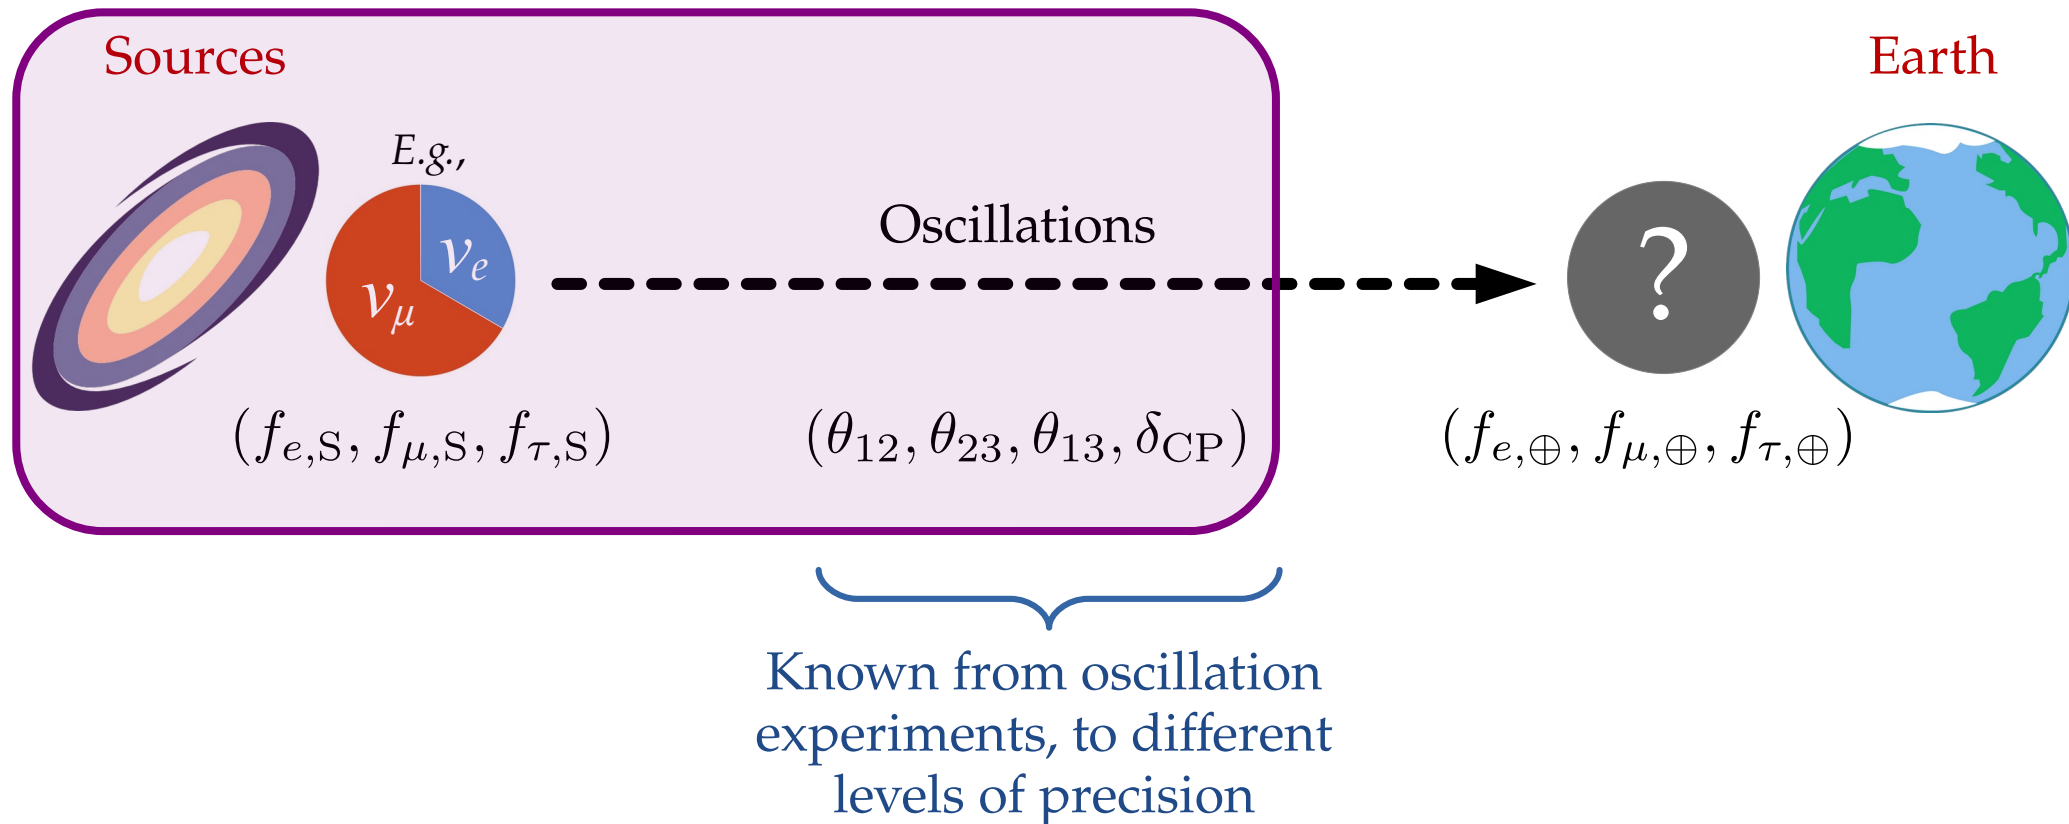 Sources
Earth
E.g.,
Oscillations
ν_e
ν_μ
?
(f_{e,S}, f_{μ,S}, f_{τ,S})
(θ_{12}, θ_{23}, θ_{13}, δ_{CP})
(f_{e,⊕}, f_{μ,⊕}, f_{τ,⊕})
Known from oscillation
experiments, to different
levels of precision